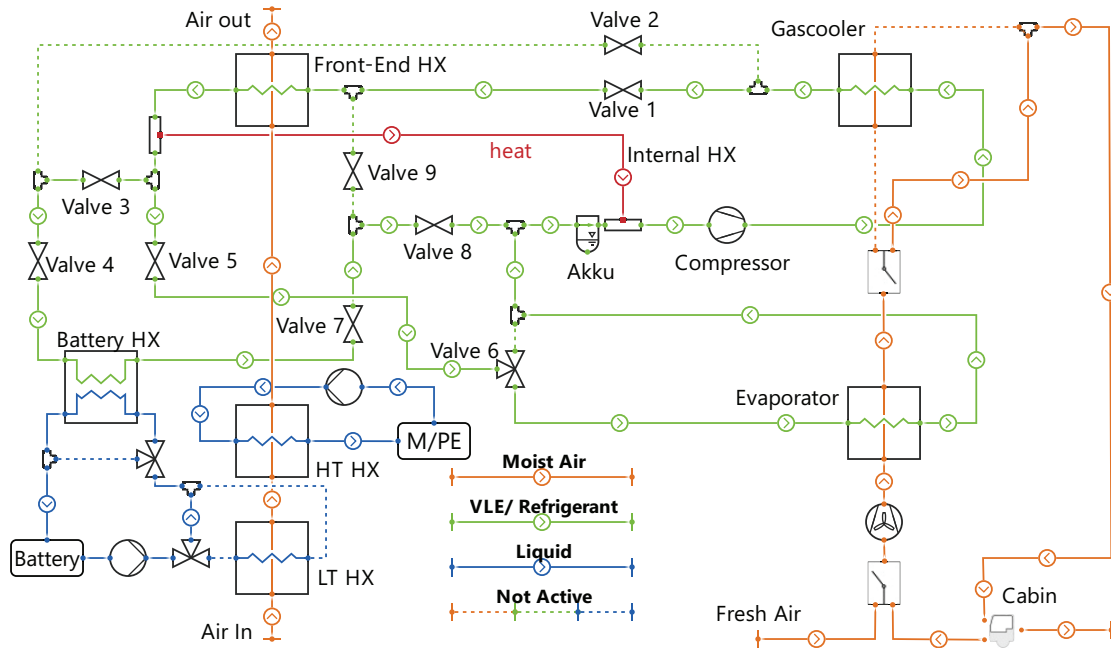 Air out
Valve 2
Gascooler
Front-End HX
Valve 1
heat
Internal HX
Valve 9
Valve 3
Valve 8
Valve 4
Valve 5
Akku
Compressor
Valve 7
Battery HX
Valve 6
Evaporator
M/PE
HT HX
Moist Air
VLE/ Refrigerant
Liquid
Battery
LT HX
Not Active
Air In
Fresh Air
Cabin